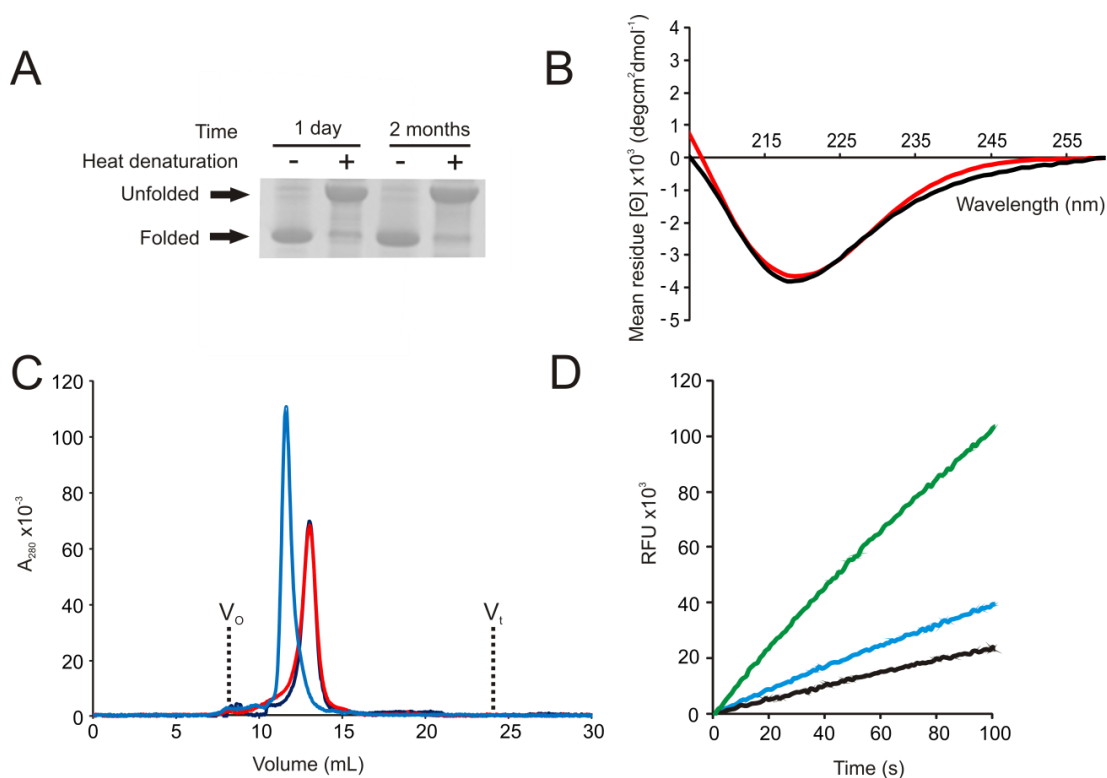 A
Time 1 day 2 months
Heat denaturation - + - +
Unfolded
Folded
B
Mean residue [Θ] x10³ (degcm²dmol⁻¹)
4
3
2
1
0
-1
-2
-3
-4
-5
215 225 235 245 255
Wavelength (nm)
C
A₂₈₀ x10⁻³
120
100
80
60
40
20
0
V₀ Vₜ
0 5 10 15 20 25 30
Volume (mL)
D
RFU x10³
120
100
80
60
40
20
0
0 20 40 60 80 100
Time (s)